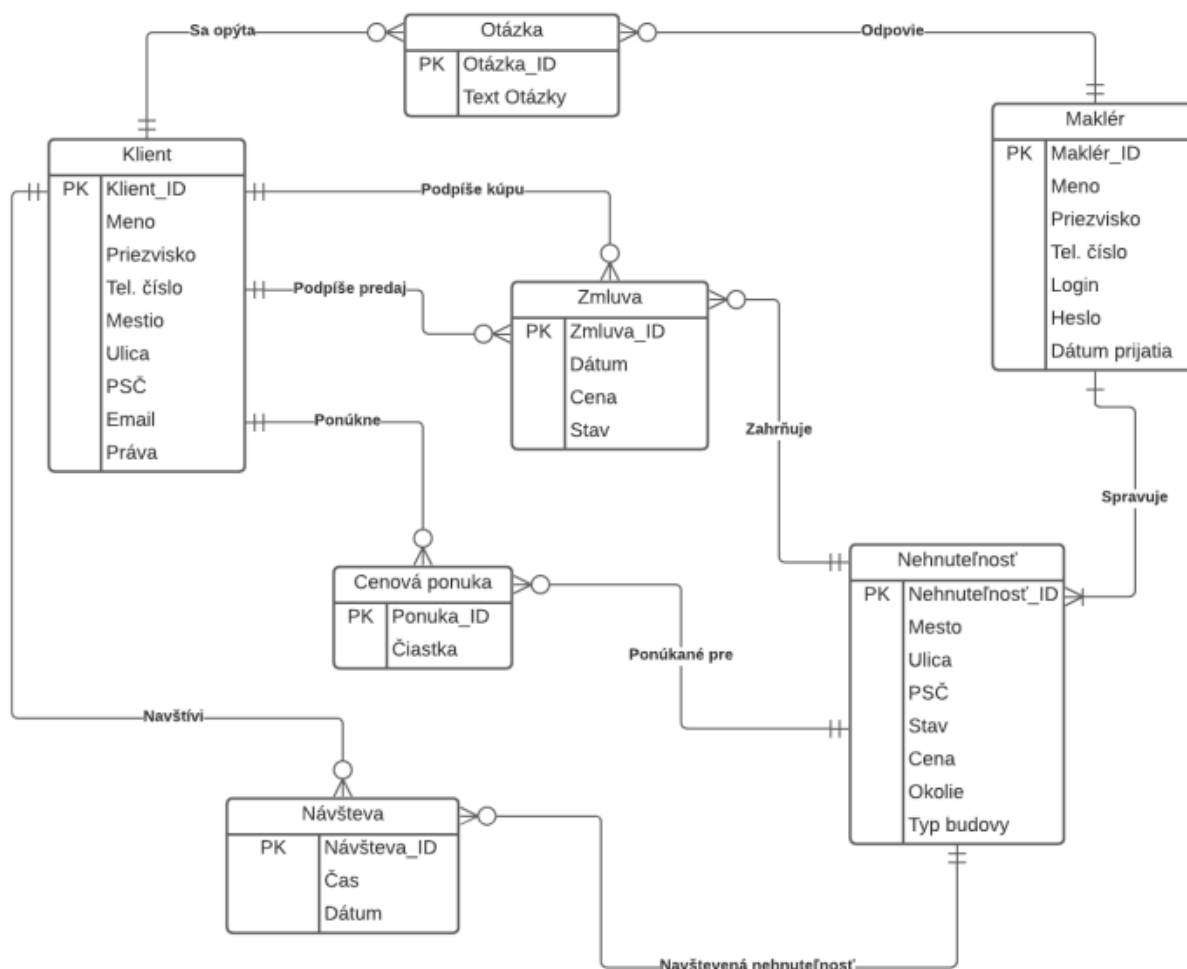 Sa opýta
Otázka
PK Otázka_ID
Text Otázky
Odpovie
Maklér
PK Maklér_ID
Meno
Priezvisko
Tel. číslo
Login
Heslo
Dátum prijatia
Klient
PK Klient_ID
Meno
Priezvisko
Tel. číslo
Mestio
Ulica
PSČ
Email
Práva
Podpíše kúpu
Podpíše predaj
Zmluva
PK Zmluva_ID
Dátum
Cena
Stav
Ponúkne
Zahrňuje
Spravuje
Cenová ponuka
PK Ponuka_ID
Čiastka
Ponúkané pre
Nehnuteľnosť
PK Nehnuteľnosť_ID
Mesto
Ulica
PSČ
Stav
Cena
Okolie
Typ budovy
Navštívi
Návšteva
PK Návšteva_ID
Čas
Dátum
Navštevená nehnuteľnosť